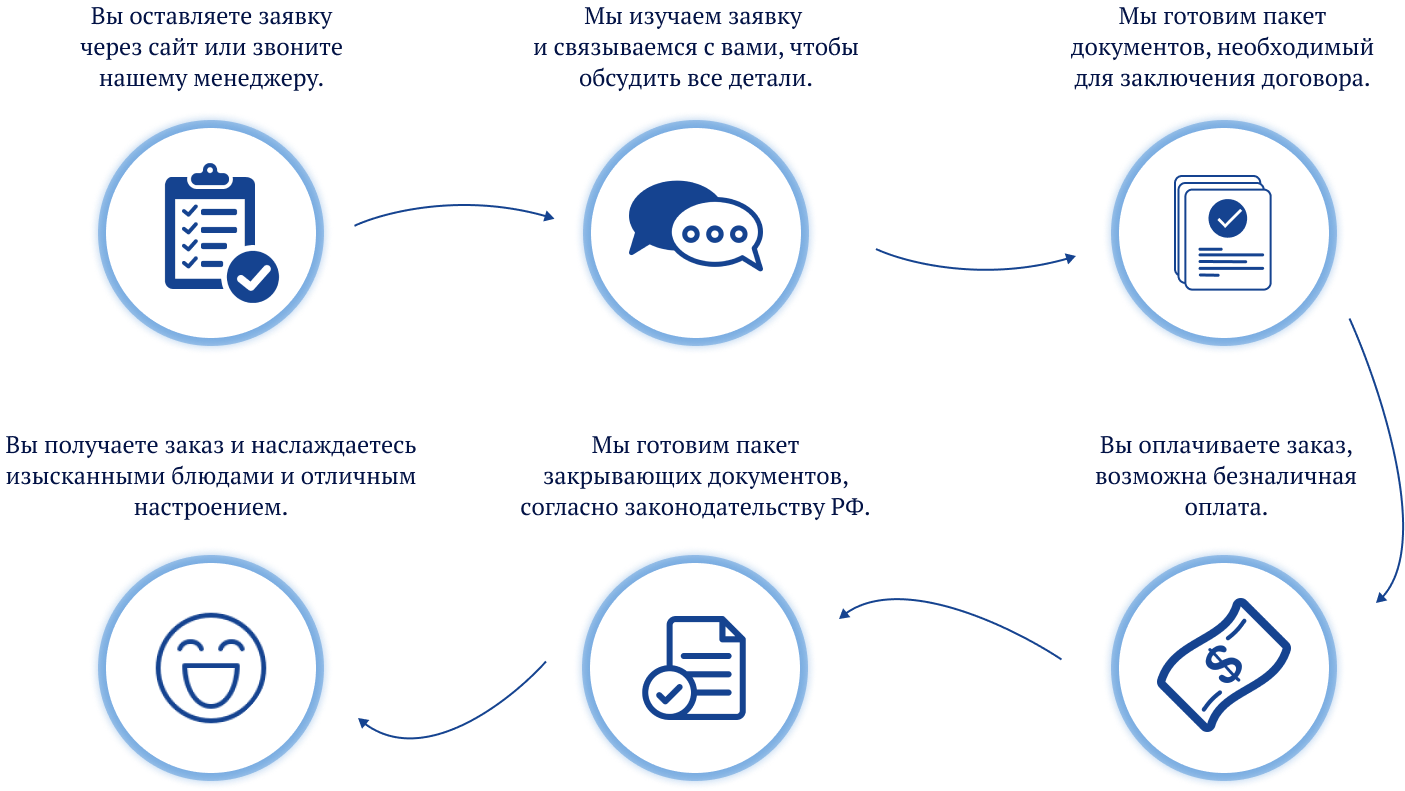 Вы оставляете заявку
через сайт или звоните
нашему менеджеру.
Мы изучаем заявку
и связываемся с вами, чтобы
обсудить все детали.
Мы готовим пакет
документов, необходимый
для заключения договора.
Вы оплачиваете заказ,
возможна безналичная
оплата.
Мы готовим пакет
закрывающих документов,
согласно законодательству РФ.
Вы получаете заказ и наслаждаетесь
изысканными блюдами и отличным
настроением.